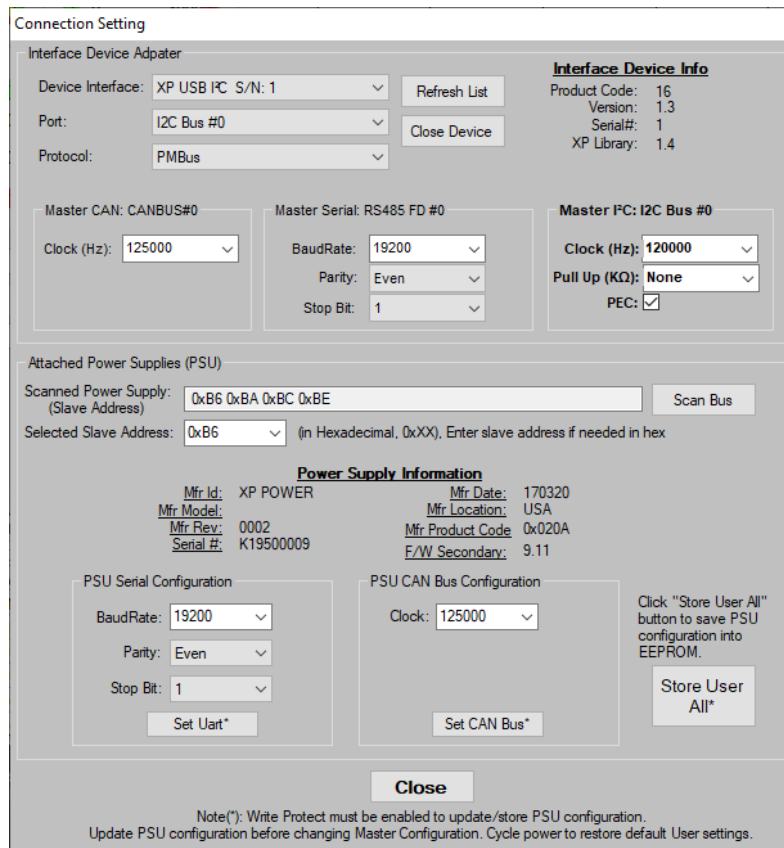 Connection Setting
Interface Device Adpater
Device Interface: XP USB I²C S/N: 1
Refresh List
Port: I2C Bus #0
Close Device
Protocol: PMBus
Interface Device Info
Product Code: 16
Version: 1.3
Serial#: 1
XP Library: 1.4
Master CAN: CANBUS#0
Clock (Hz): 125000
Master Serial: RS485 FD #0
BaudRate: 19200
Parity: Even
Stop Bit: 1
Master I²C: I2C Bus #0
Clock (Hz): 120000
Pull Up (KΩ): None
PEC:
Attached Power Supplies (PSU)
Scanned Power Supply: 0xB6 0xBA 0xBC 0xBE
(Slave Address)
Scan Bus
Selected Slave Address: 0xB6 (in Hexadecimal, 0xXX), Enter slave address if needed in hex
Power Supply Information
Mfr Id: XP POWER
Mfr Model:
Mfr Rev: 0002
Serial #: K19500009
Mfr Date: 170320
Mfr Location: USA
Mfr Product Code 0x020A
F/W Secondary: 9.11
PSU Serial Configuration
BaudRate: 19200
Parity: Even
Stop Bit: 1
Set Uart*
PSU CAN Bus Configuration
Clock: 125000
Set CAN Bus*
Click "Store User All"
button to save PSU
configuration into
EEPROM.
Store User
All*
Close
Note(*): Write Protect must be enabled to update/store PSU configuration.
Update PSU configuration before changing Master Configuration. Cycle power to restore default User settings.